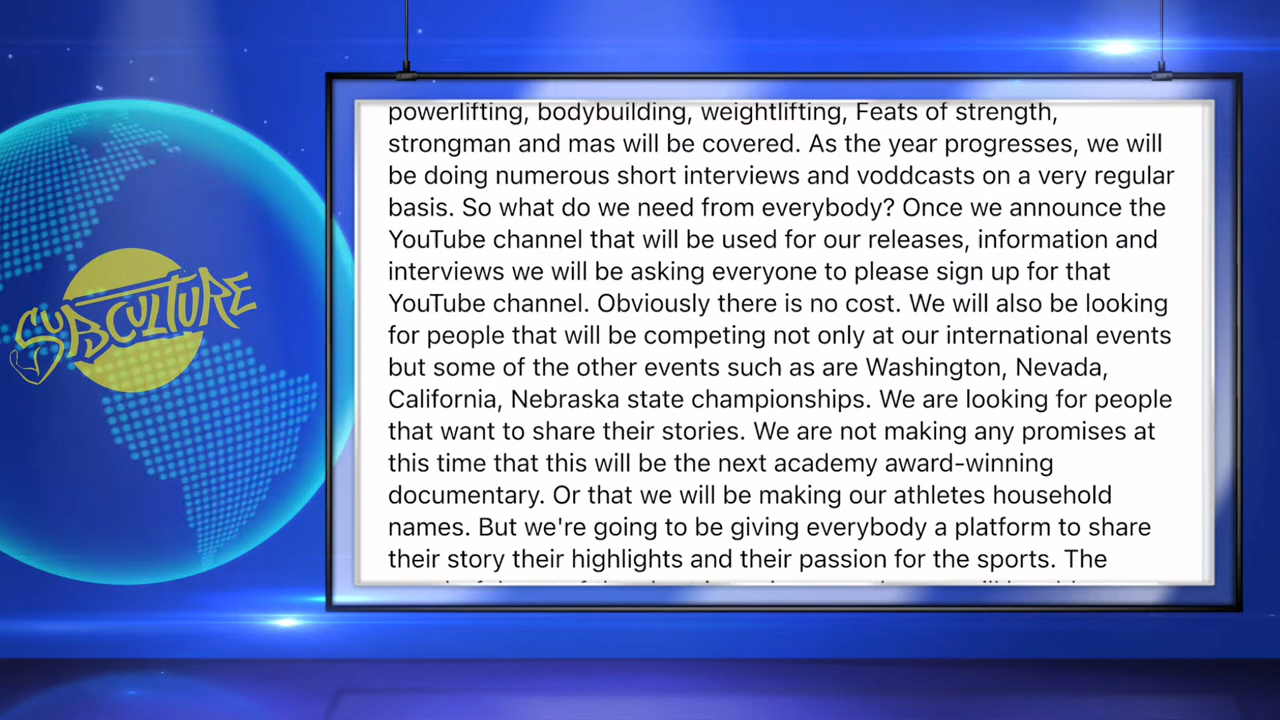 SUBCULTURE
powerlifting, bodybuilding, weightlifting, Feats of strength,
strongman and mas will be covered. As the year progresses, we will
be doing numerous short interviews and voddcasts on a very regular
basis. So what do we need from everybody? Once we announce the
YouTube channel that will be used for our releases, information and
interviews we will be asking everyone to please sign up for that
YouTube channel. Obviously there is no cost. We will also be looking
for people that will be competing not only at our international events
but some of the other events such as are Washington, Nevada,
California, Nebraska state championships. We are looking for people
that want to share their stories. We are not making any promises at
this time that this will be the next academy award-winning
documentary. Or that we will be making our athletes household
names. But we're going to be giving everybody a platform to share
their story their highlights and their passion for the sports. The